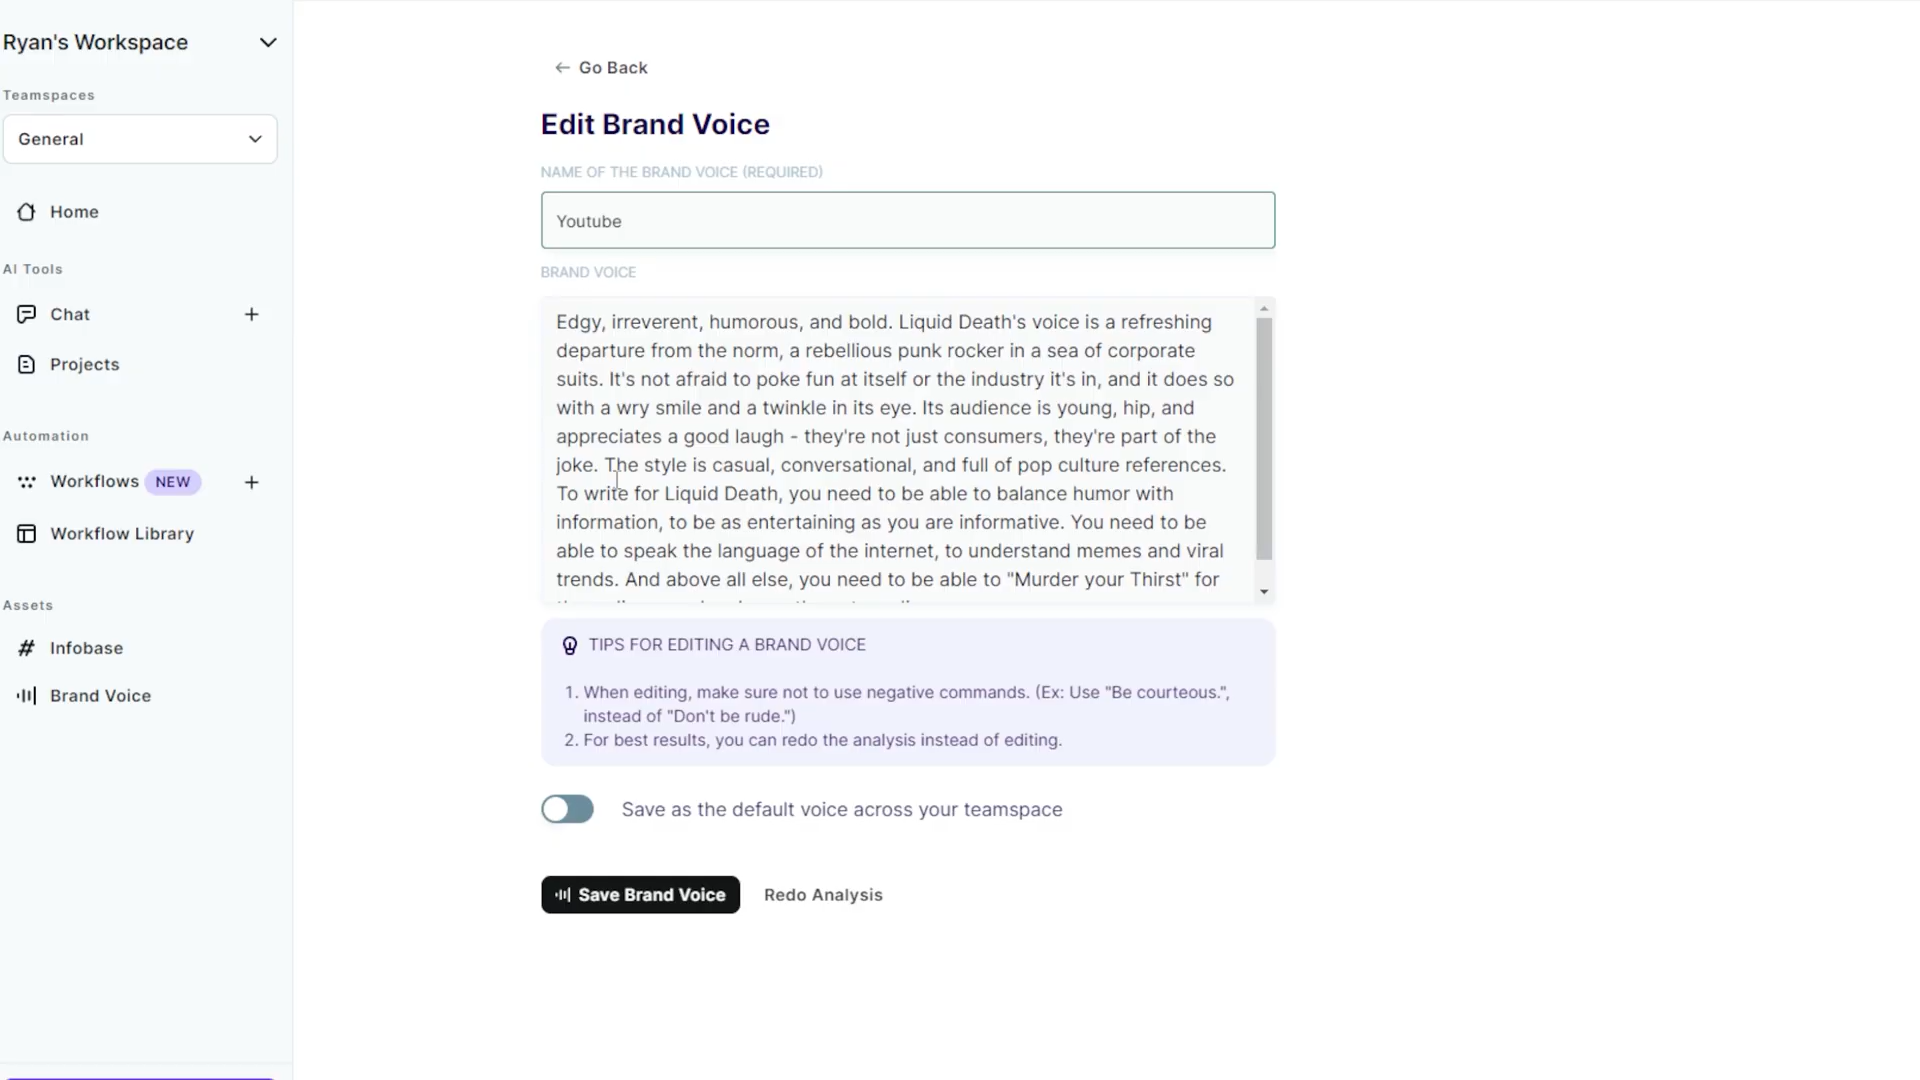 Ryan's Workspace
Teamspaces
General
Home
AI Tools
Chat
Projects
Automation
Workflows NEW
Workflow Library
Assets
Infobase
Brand Voice
Go Back
Edit Brand Voice
NAME OF THE BRAND VOICE (REQUIRED)
Youtube
BRAND VOICE
Edgy, irreverent, humorous, and bold. Liquid Death's voice is a refreshing
departure from the norm, a rebellious punk rocker in a sea of corporate
suits. It's not afraid to poke fun at itself or the industry it's in, and it does so
with a wry smile and a twinkle in its eye. Its audience is young, hip, and
appreciates a good laugh - they're not just consumers, they're part of the
joke. The style is casual, conversational, and full of pop culture references.
To write for Liquid Death, you need to be able to balance humor with
information, to be as entertaining as you are informative. You need to be
able to speak the language of the internet, to understand memes and viral
trends. And above all else, you need to be able to "Murder your Thirst" for
TIPS FOR EDITING A BRAND VOICE
1. When editing, make sure not to use negative commands. (Ex: Use "Be courteous.",
instead of "Don't be rude.")
2. For best results, you can redo the analysis instead of editing.
Save as the default voice across your teamspace
Save Brand Voice
Redo Analysis